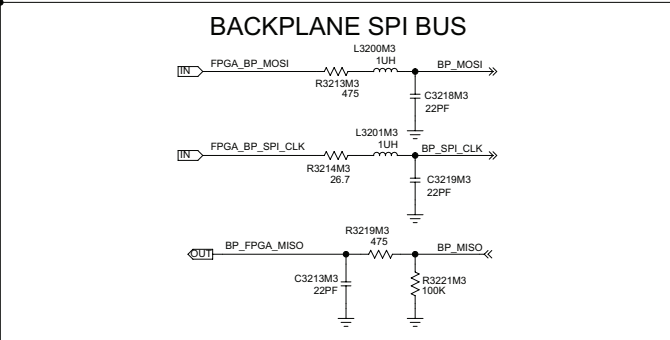 BACKPLANE SPI BUS
L3200M3
1UH
IN
FPGA_BP_MOSI
BP_MOSI
R3213M3
475
C3218M3
22PF
L3201M3
1UH
IN
FPGA_BP_SPI_CLK
BP_SPI_CLK
R3214M3
26.7
C3219M3
22PF
R3219M3
475
OUT
BP_FPGA_MISO
BP_MISO
C3213M3
22PF
R3221M3
100K